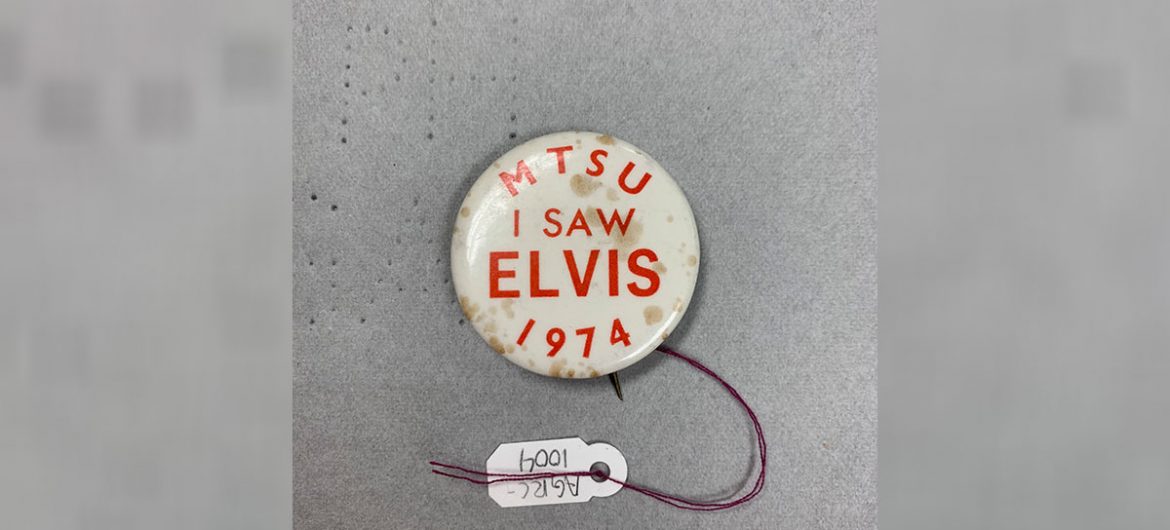 MTSU
I SAW
ELVIS
1974
AGRC-
1004